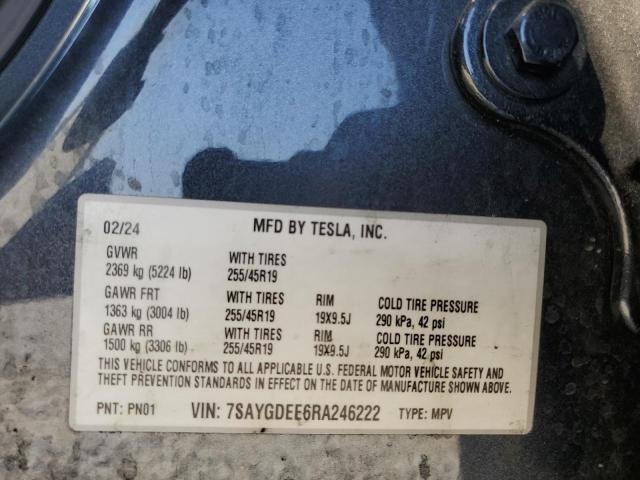 02/24 MFD BY TESLA, INC.
GVWR WITH TIRES
2369 kg (5224 lb) 255/45R19
GAWR FRT WITH TIRES RIM COLD TIRE PRESSURE
1363 kg (3004 lb) 255/45R19 19X9.5J 290 kPa, 42 psi
GAWR RR WITH TIRES RIM COLD TIRE PRESSURE
1500 kg (3306 lb) 255/45R19 19X9.5J 290 kPa, 42 psi
THIS VEHICLE CONFORMS TO ALL APPLICABLE U.S. FEDERAL MOTOR VEHICLE SAFETY AND
THEFT PREVENTION STANDARDS IN EFFECT ON THE DATE OF MANUFACTURE SHOWN ABOVE.
PNT: PN01 VIN: 7SAYGDEE6RA246222 TYPE: MPV